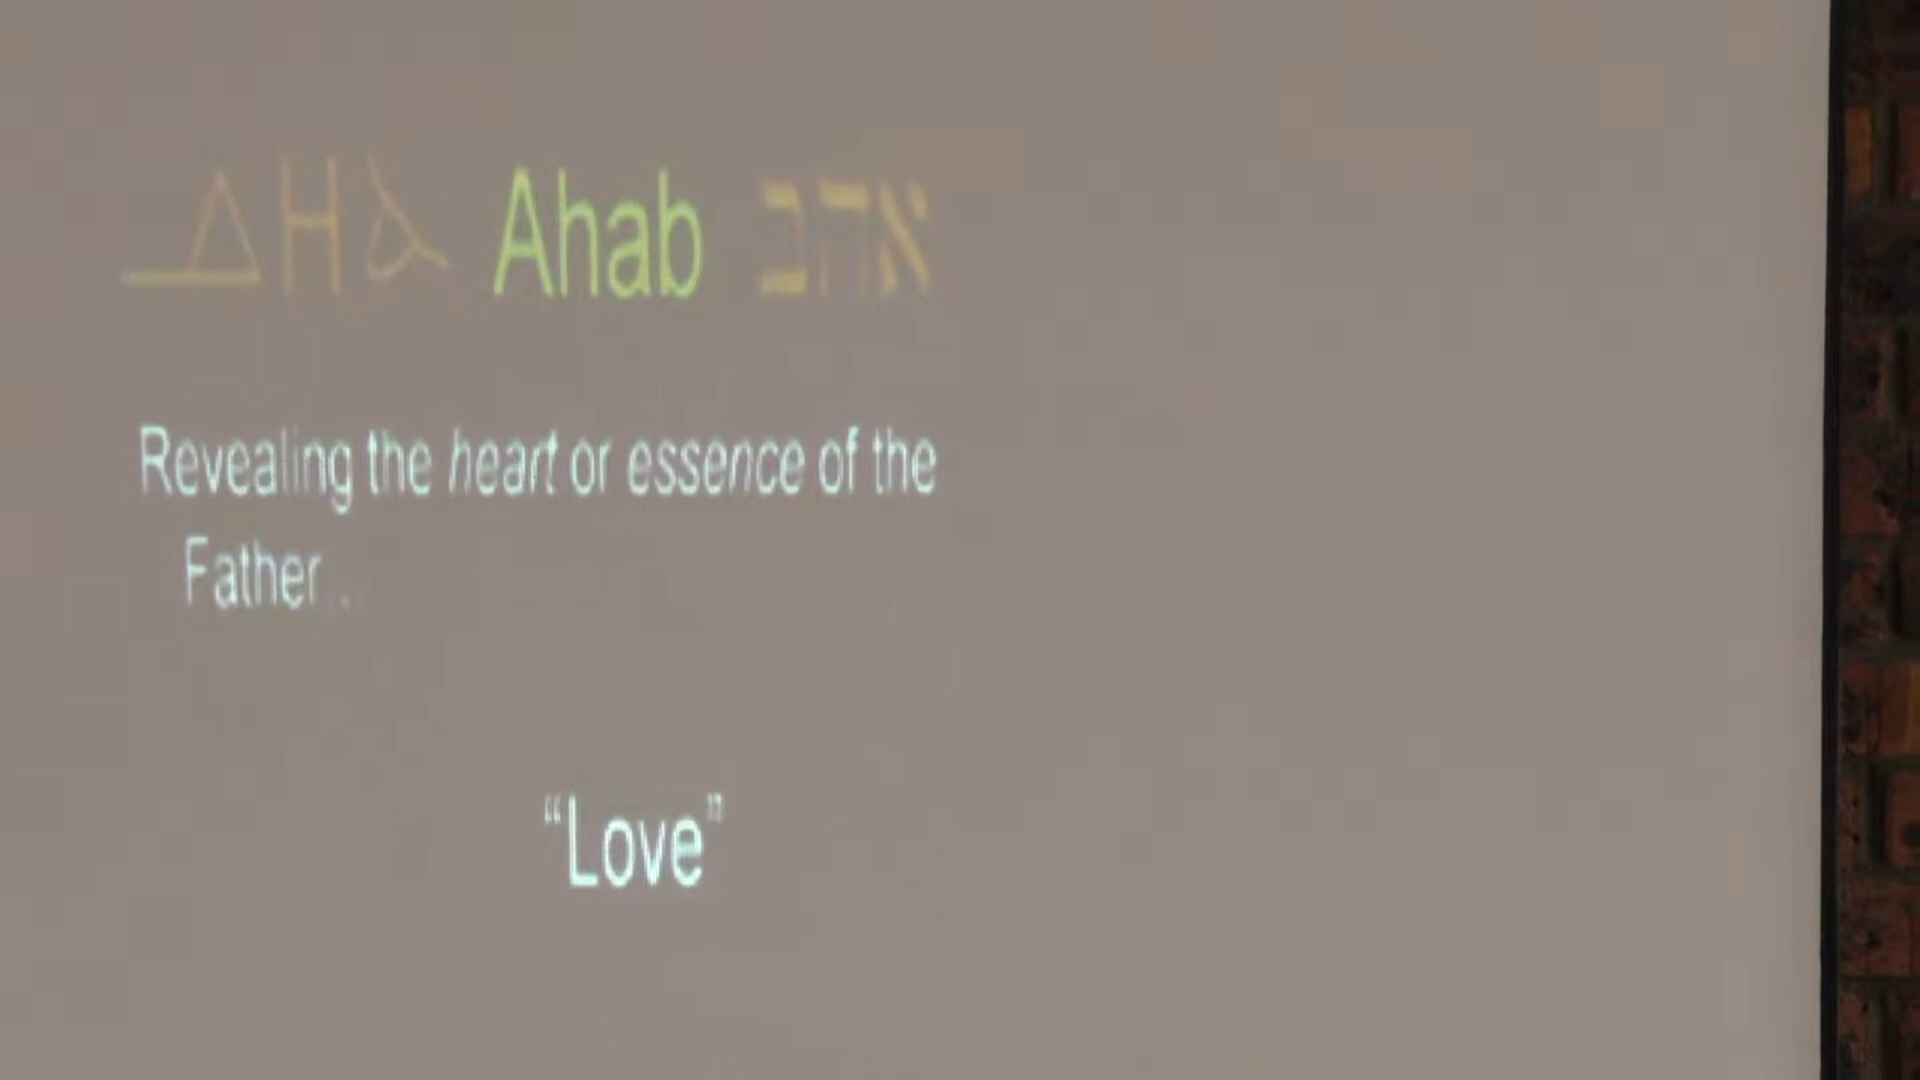 Ahab אהב
Revealing the heart or essence of the
Father...
“Love”